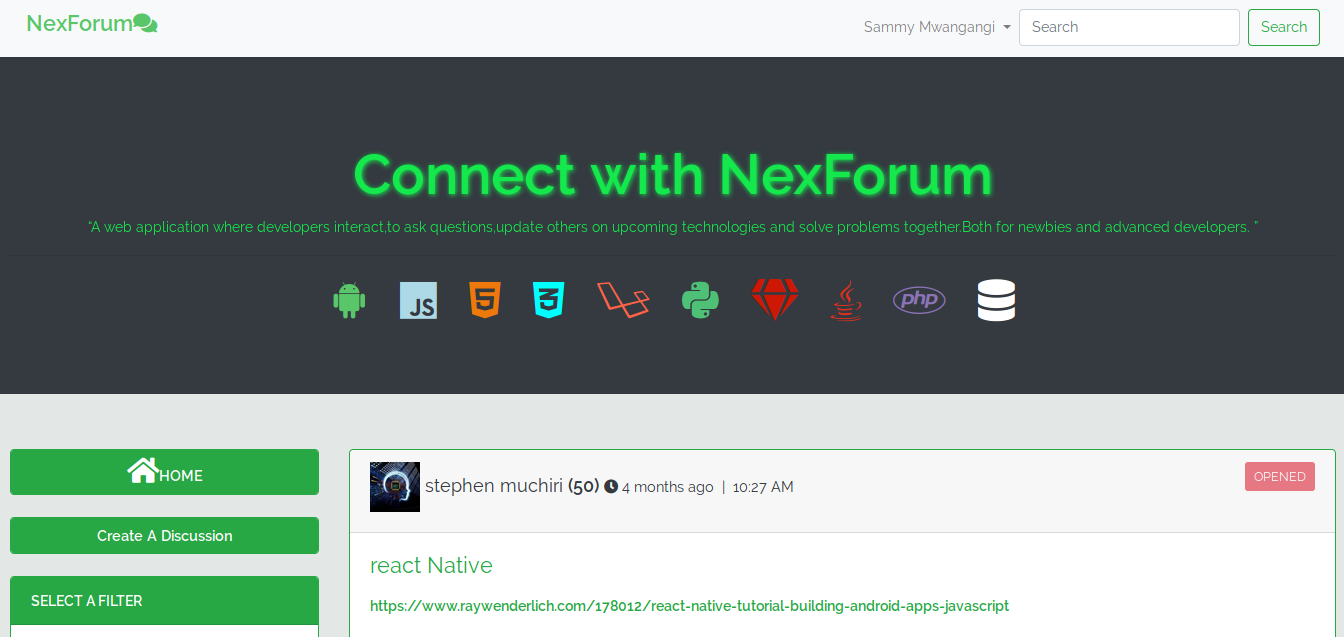 NexForum
Sammy Mwangangi
Search
Search
Connect with NexForum
“A web application where developers interact,to ask questions,update others on upcoming technologies and solve problems together.Both for newbies and advanced developers. ”
JS
5
3
php
HOME
Create A Discussion
SELECT A FILTER
stephen muchiri (50) 4 months ago | 10:27 AM
OPENED
react Native
https://www.raywenderlich.com/178012/react-native-tutorial-building-android-apps-javascript